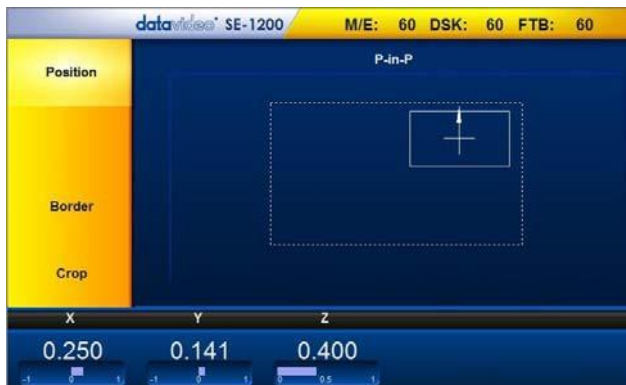 datavideo SE-1200 M/E: 60 DSK: 60 FTB: 60
P-in-P
Position
Border
Crop
X Y Z
0.250 0.141 0.400
-1 0 1 -1 0 1 0 0.5 1